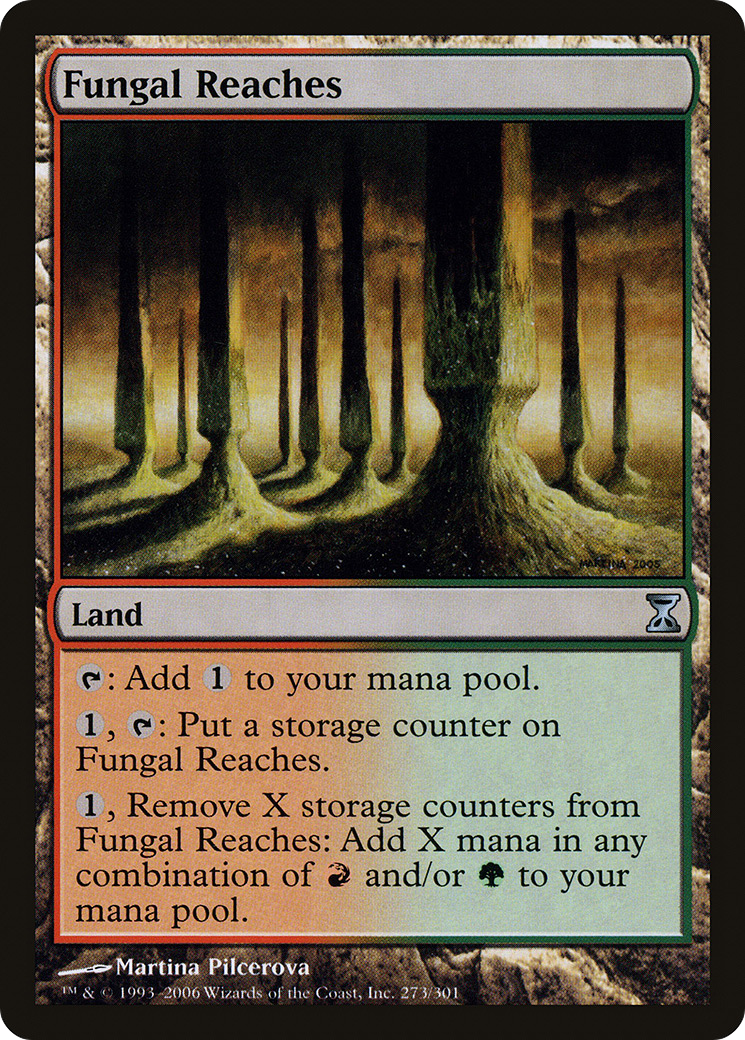 Fungal Reaches
MARTINA 2005
Land
: Add 1 to your mana pool.
1, : Put a storage counter on
Fungal Reaches.
1, Remove X storage counters from
Fungal Reaches: Add X mana in any
combination of and/or to your
mana pool.
Martina Pilcerova
™ & © 1993–2006 Wizards of the Coast, Inc. 273/301